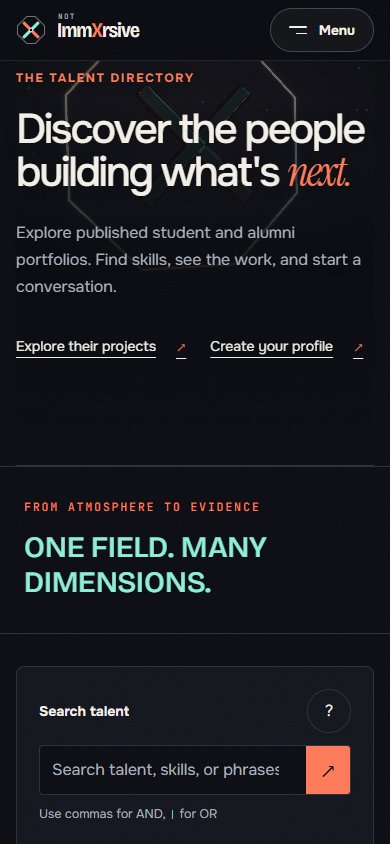 NOT
ImmXrsive
Menu
THE TALENT DIRECTORY
Discover the people
building what's next.
Explore published student and alumni
portfolios. Find skills, see the work, and start a
conversation.
Explore their projects ↗ Create your profile ↗
FROM ATMOSPHERE TO EVIDENCE
ONE FIELD. MANY
DIMENSIONS.
Search talent ?
Search talent, skills, or phrases ↗
Use commas for AND, | for OR